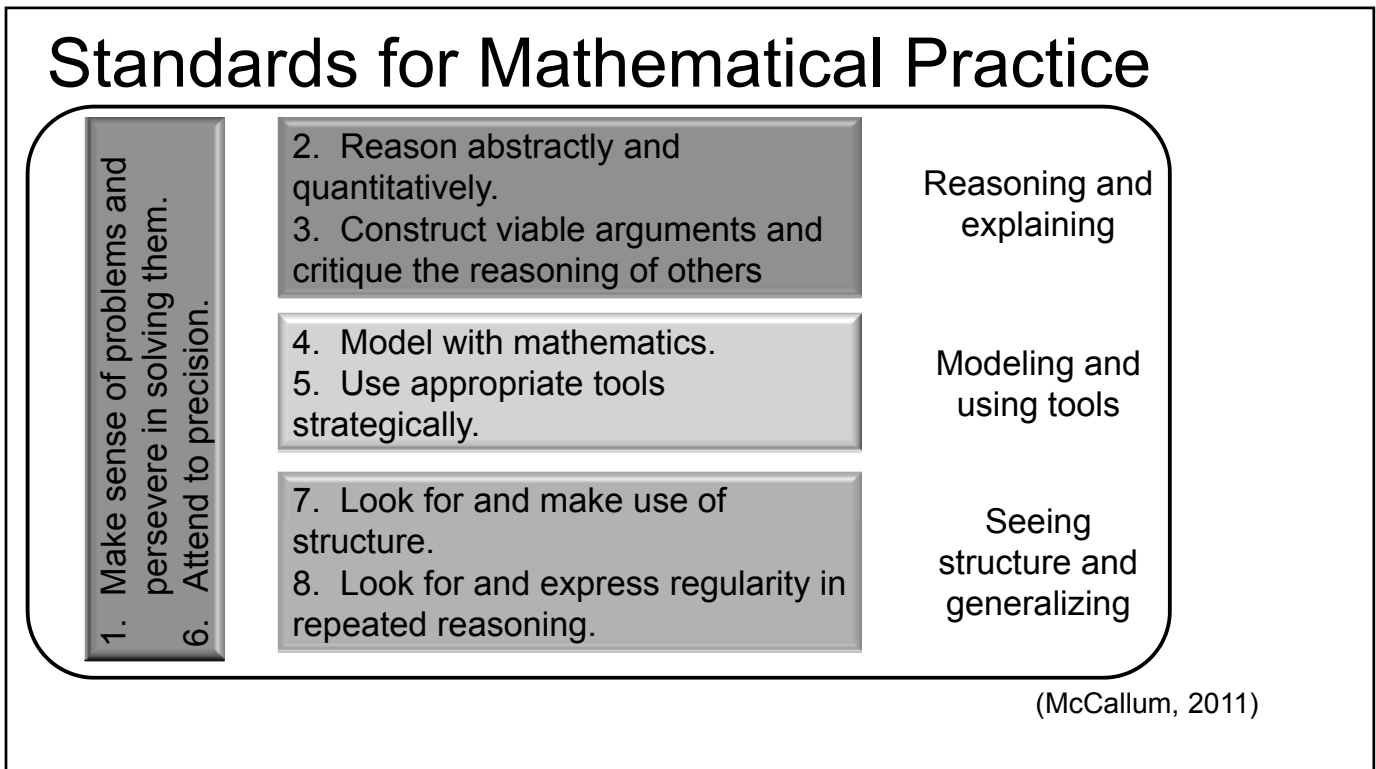 Standards for Mathematical Practice
1. Make sense of problems and
persevere in solving them.
6. Attend to precision.
2. Reason abstractly and
quantitatively.
3. Construct viable arguments and
critique the reasoning of others
Reasoning and
explaining
4. Model with mathematics.
5. Use appropriate tools
strategically.
Modeling and
using tools
7. Look for and make use of
structure.
8. Look for and express regularity in
repeated reasoning.
Seeing
structure and
generalizing
(McCallum, 2011)